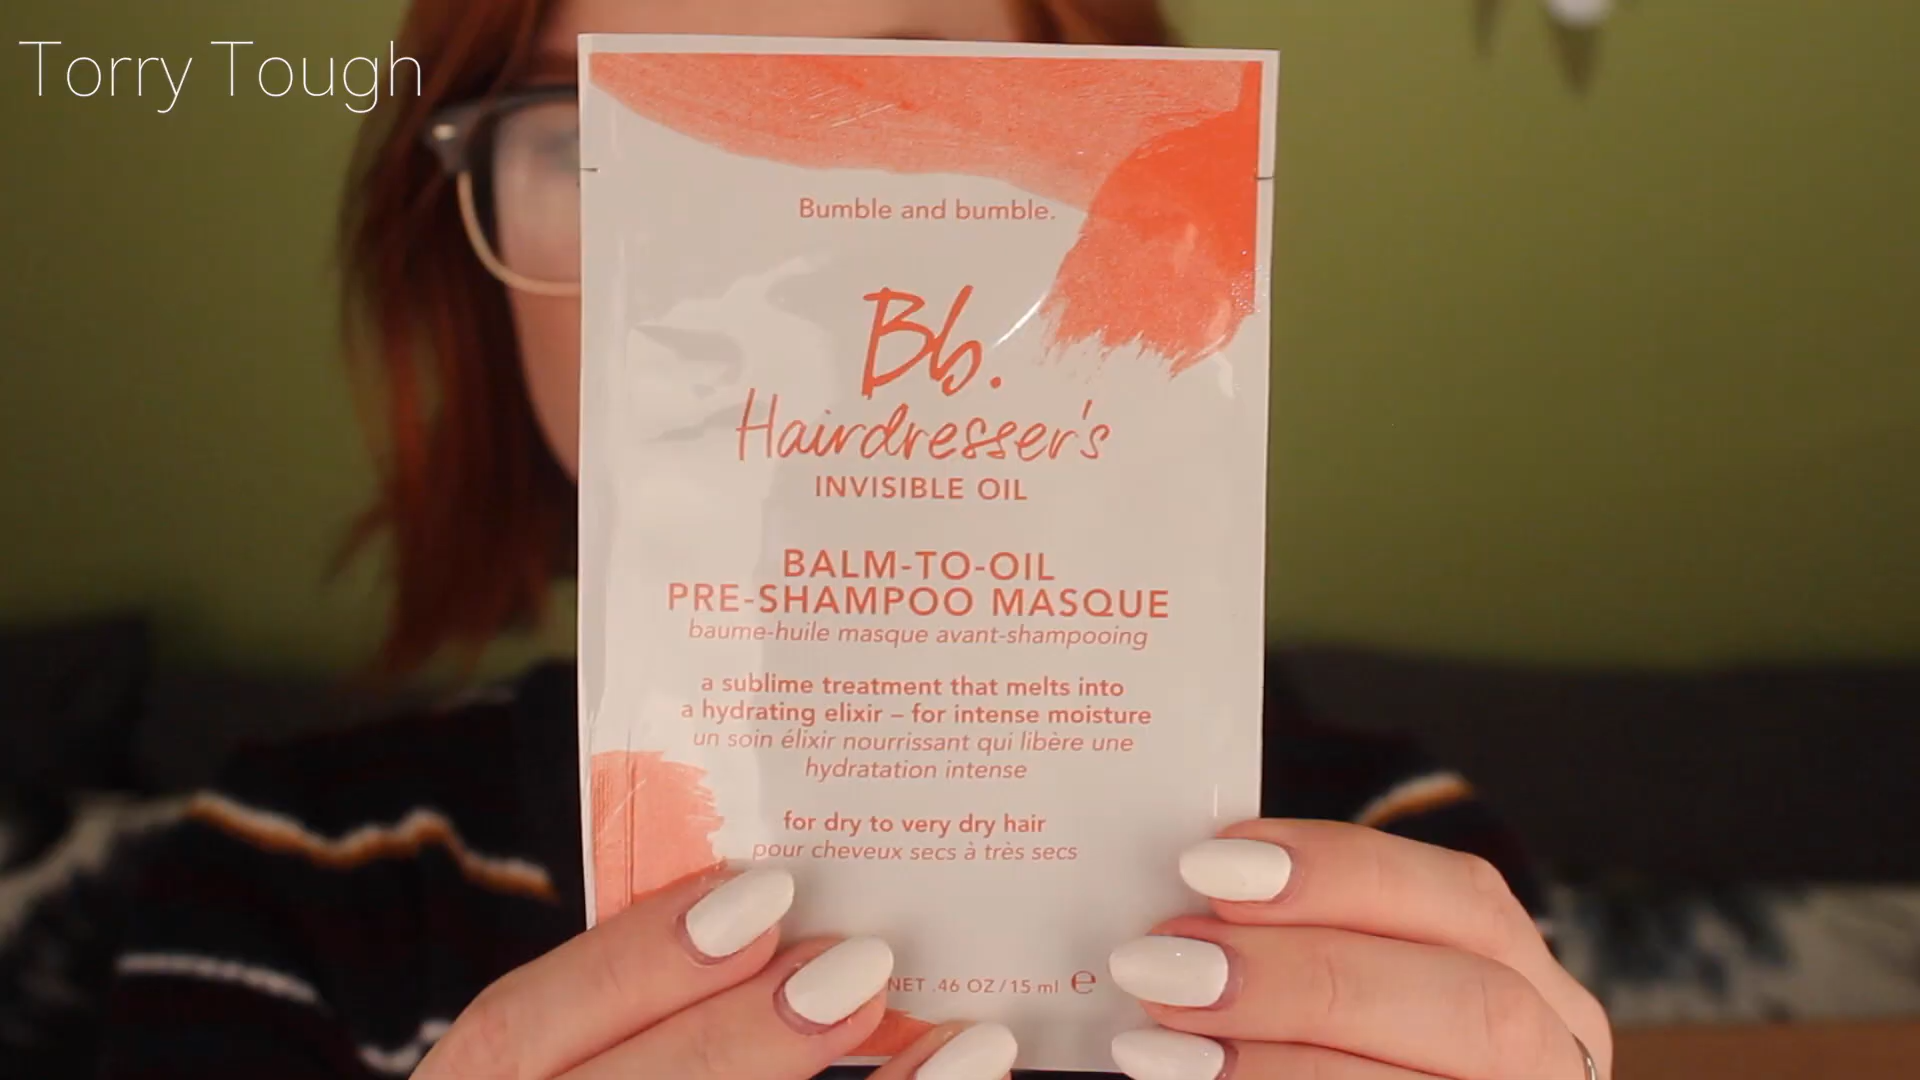 Torry Tough
Bumble and bumble.
Bb.
Hairdresser's
INVISIBLE OIL
BALM-TO-OIL
PRE-SHAMPOO MASQUE
baume-huile masque avant-shampooing
a sublime treatment that melts into
a hydrating elixir – for intense moisture
un soin élixir nourrissant qui libère une
hydratation intense
for dry to very dry hair
pour cheveux secs à très secs
NET .46 OZ/15 ml ℮